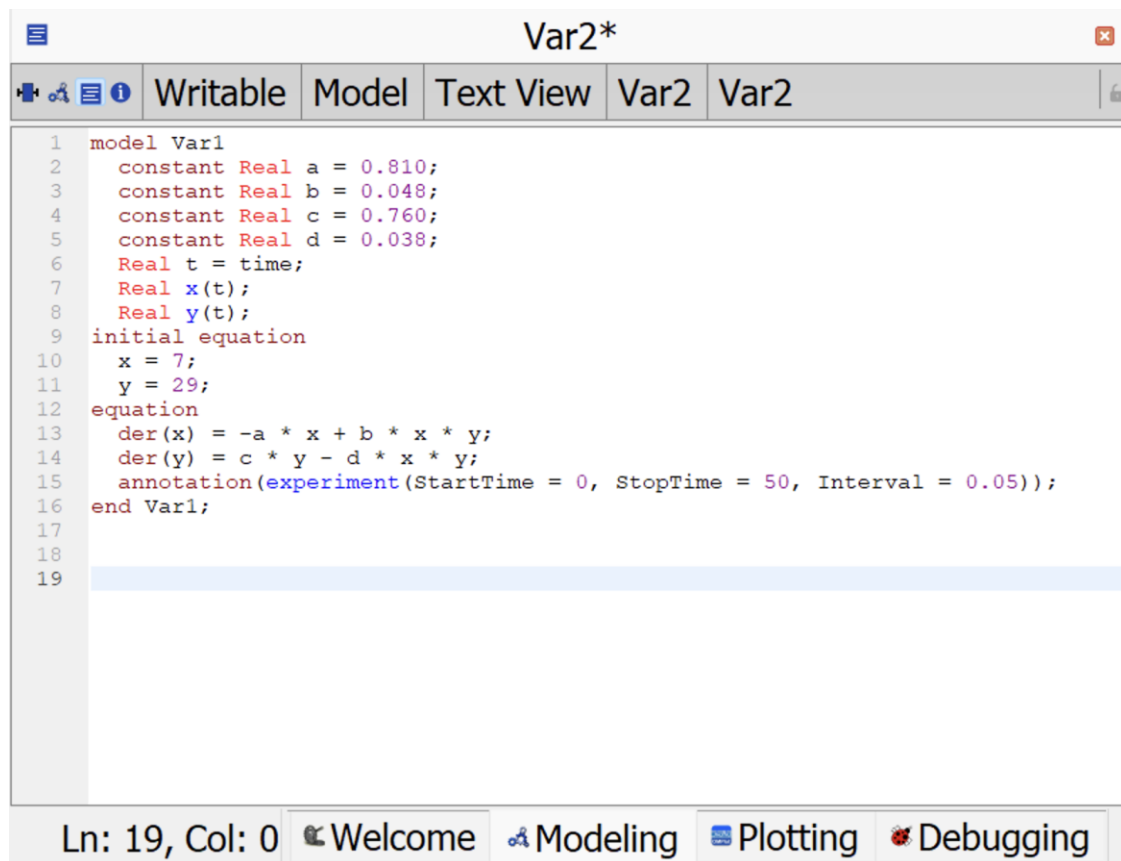 Var2*
Writable Model Text View Var2 Var2
1 model Var1
2   constant Real a = 0.810;
3   constant Real b = 0.048;
4   constant Real c = 0.760;
5   constant Real d = 0.038;
6   Real t = time;
7   Real x(t);
8   Real y(t);
9 initial equation
10   x = 7;
11   y = 29;
12 equation
13   der(x) = -a * x + b * x * y;
14   der(y) = c * y - d * x * y;
15   annotation(experiment(StartTime = 0, StopTime = 50, Interval = 0.05));
16 end Var1;
17
18
19
Ln: 19, Col: 0 Welcome Modeling Plotting Debugging